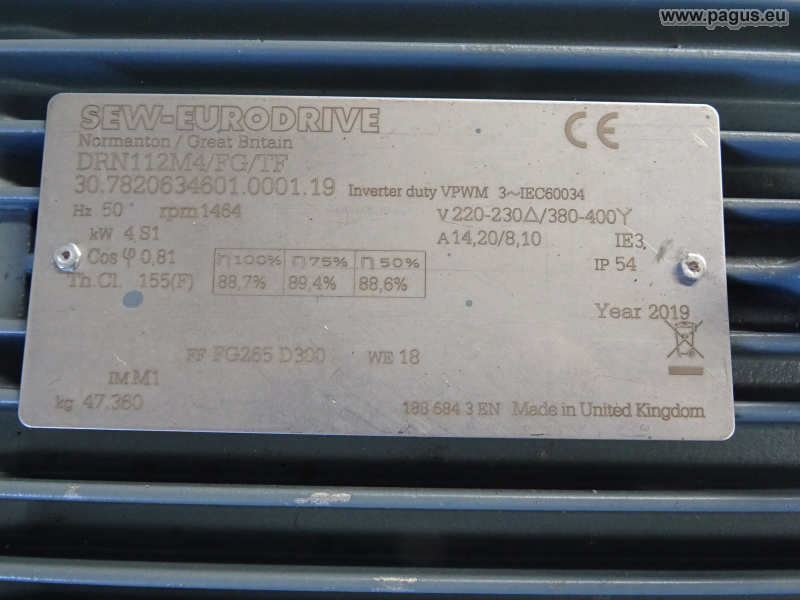 www.pagus.eu
SEW-EURODRIVE
Normanton / Great Britain
DRN112M4/FG/TF
30.7820634601.0001.19 Inverter duty VPWM 3~IEC60034
Hz 50 rpm 1464 V 220-230△/380-400Y
kW 4 S1 A 14,20/8,10 IE3
Cos φ 0,81 η 100% η 75% η 50% IP 54
Th.Cl. 155(F) 88,7% 89,4% 88,6%
Year 2019
FF FG265 D300 WE 18
IM M1
kg 47.360 188 684 3 EN Made in United Kingdom
CE